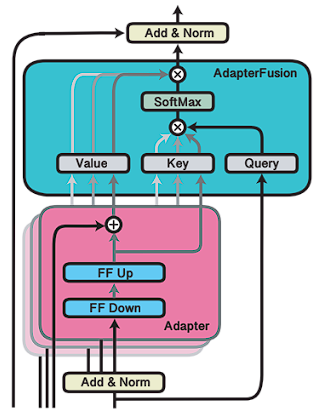 Add & Norm
AdapterFusion
SoftMax
Value
Key
Query
FF Up
FF Down
Adapter
Add & Norm